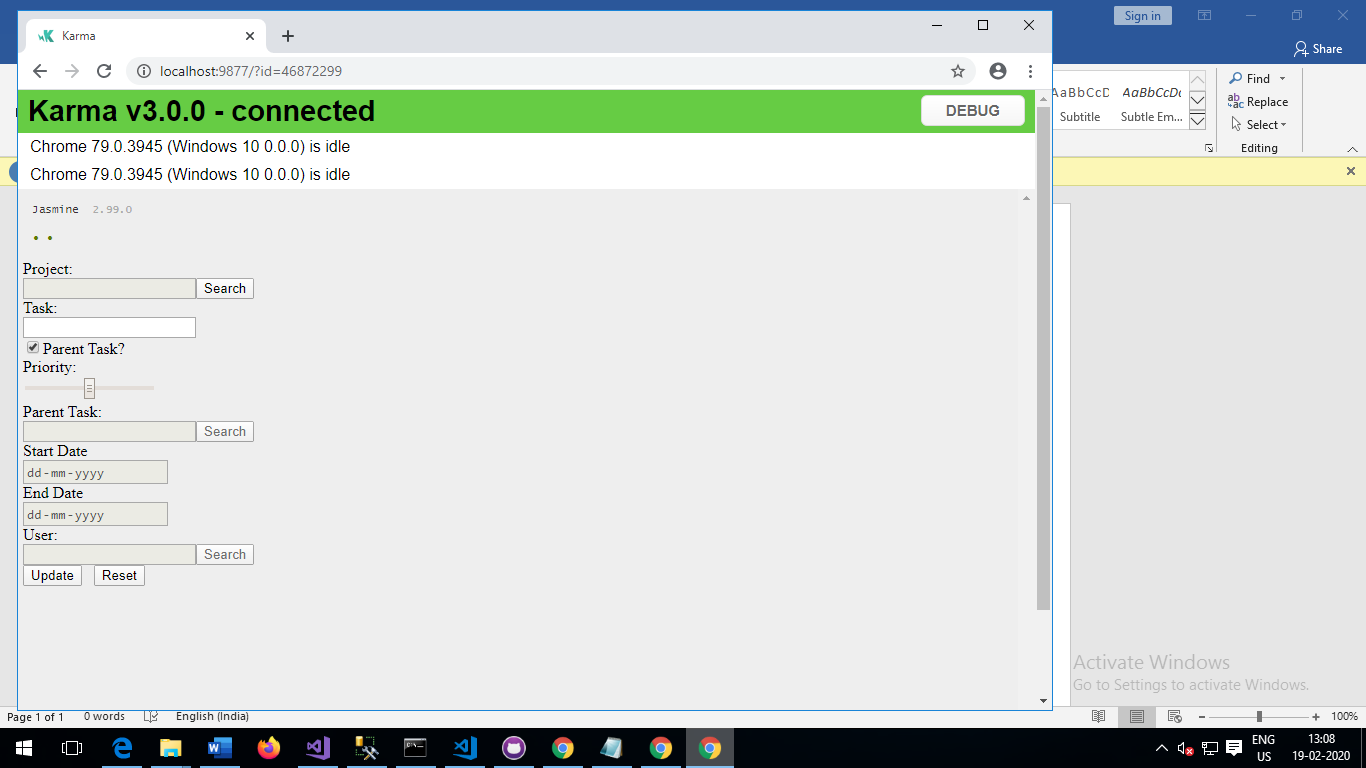 Sign in
Karma
Share
localhost:9877/?id=46872299
Find
Replace
Select
Editing
AaBbCcD
AaBbCcDc
Subtitle
Subtle Em...
Karma v3.0.0 - connected
DEBUG
Chrome 79.0.3945 (Windows 10 0.0.0) is idle
Chrome 79.0.3945 (Windows 10 0.0.0) is idle
Jasmine 2.99.0
Project:
Search
Task:
Parent Task?
Priority:
Parent Task:
Search
Start Date
dd-mm-yyyy
End Date
dd-mm-yyyy
User:
Search
Update Reset
Activate Windows
Go to Settings to activate Windows.
Page 1 of 1 0 words English (India) 100%
ENG 13:08
US 19-02-2020